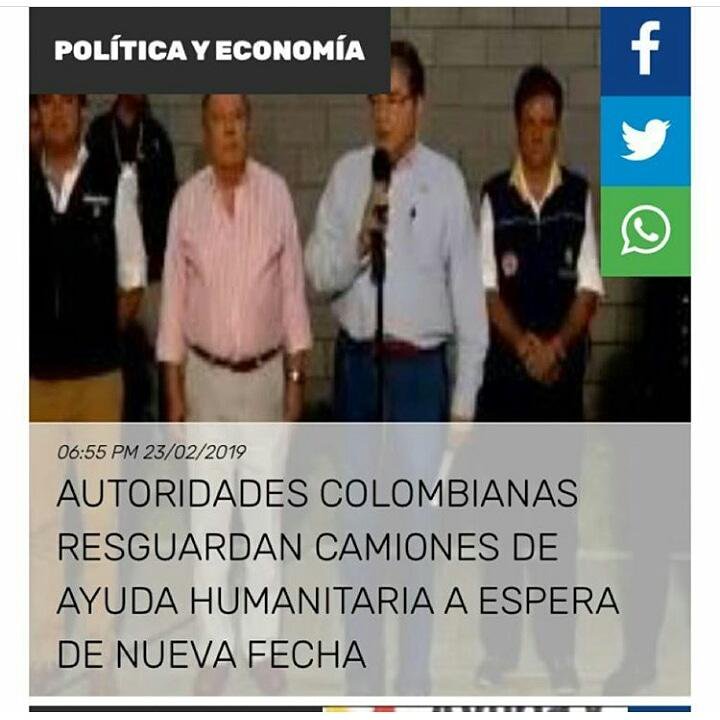 POLÍTICA Y ECONOMÍA
06:55 PM 23/02/2019
AUTORIDADES COLOMBIANAS
RESGUARDAN CAMIONES DE
AYUDA HUMANITARIA A ESPERA
DE NUEVA FECHA